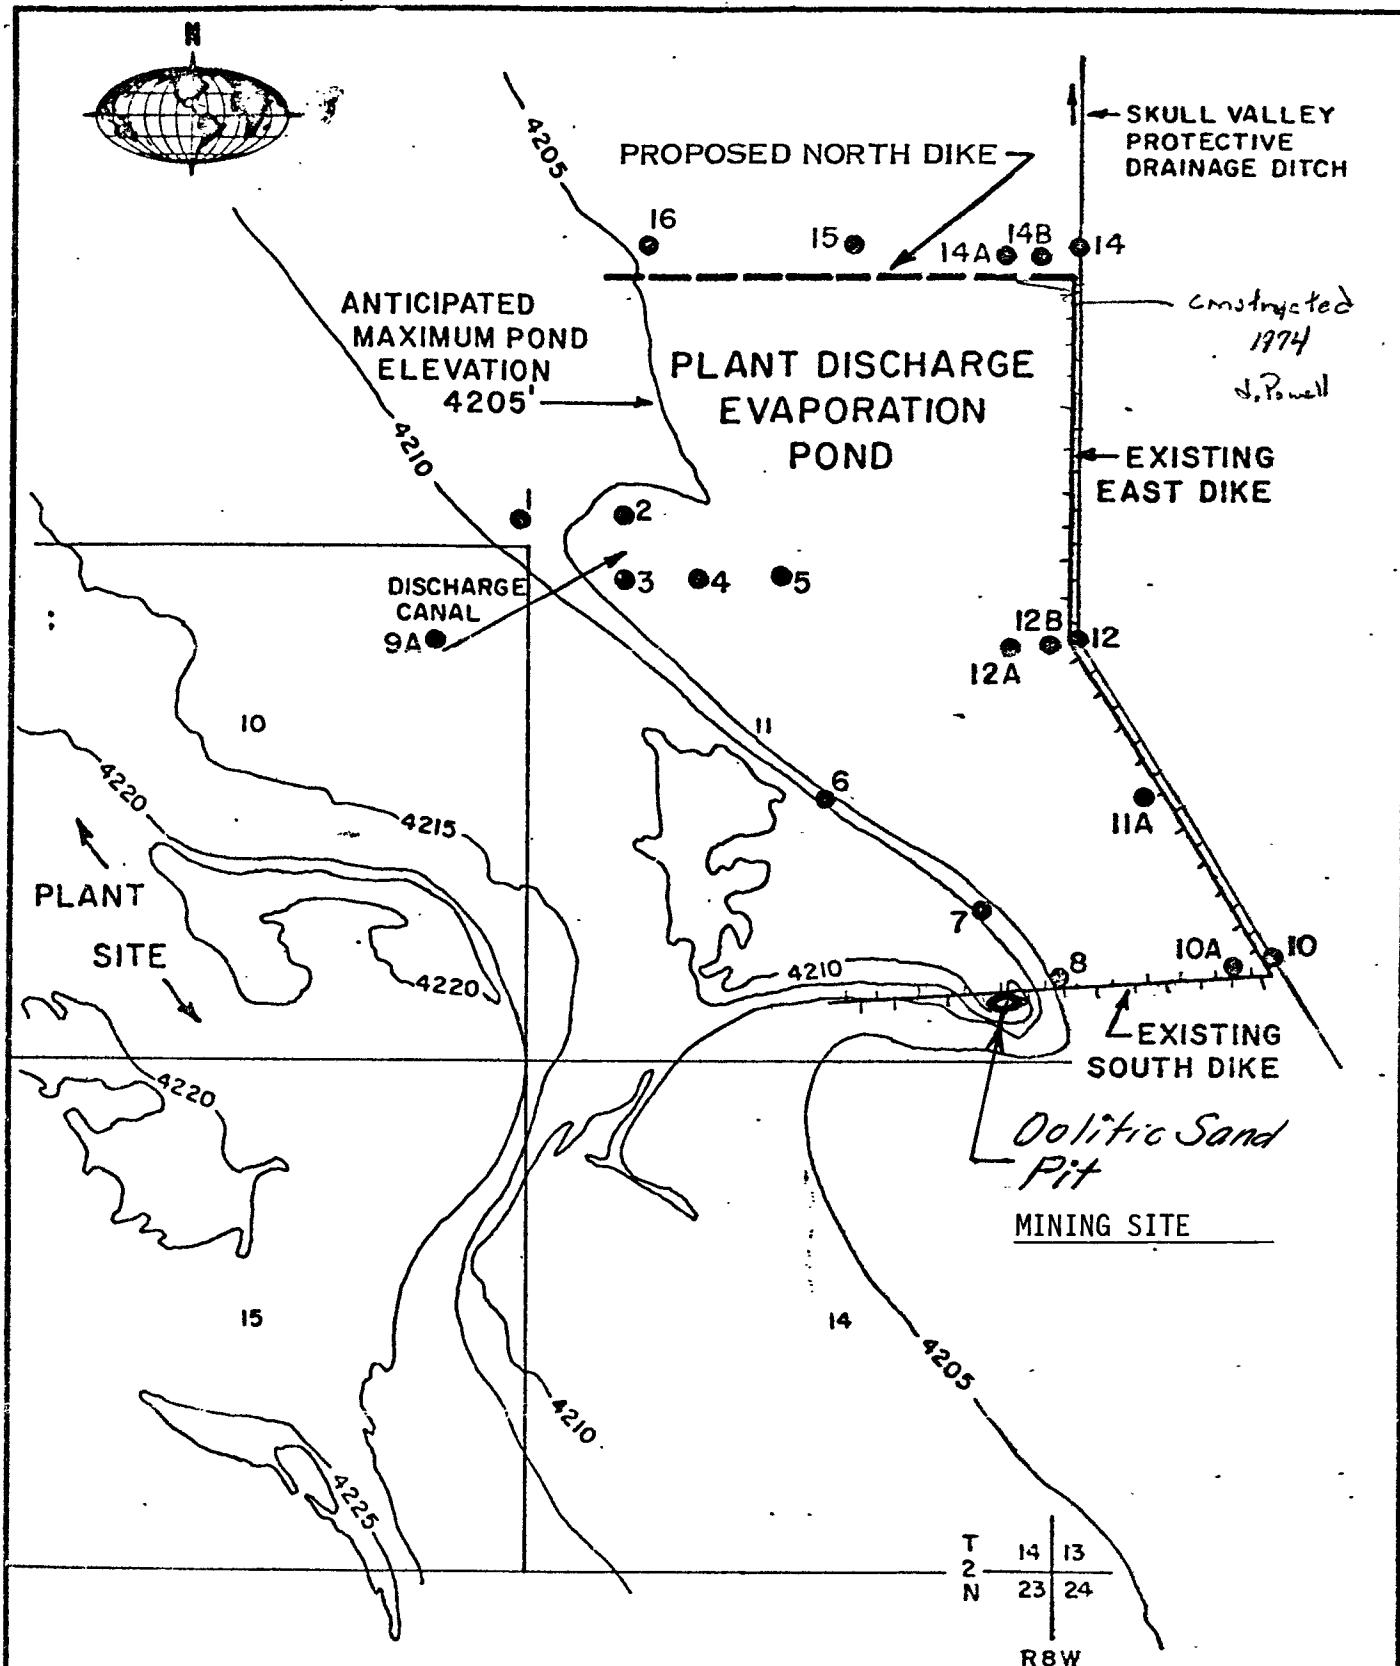 N
4205
SKULL VALLEY
PROTECTIVE
DRAINAGE DITCH
PROPOSED NORTH DIKE
16
15
14A
14B
14
ANTICIPATED
MAXIMUM POND
ELEVATION
4205'
PLANT DISCHARGE
EVAPORATION
POND
Constructed
1974
J. Powell
4210
EXISTING
EAST DIKE
1
2
3
4
5
DISCHARGE
CANAL
9A
12B
12
12A
10
11
4220
4215
6
11A
PLANT
SITE
7
4220
4210
8
10A
10
EXISTING
SOUTH DIKE
4220
Oolitic Sand
Pit
MINING SITE
15
14
4205
4210
4225
T
2
N
14 13
23 24
R8W